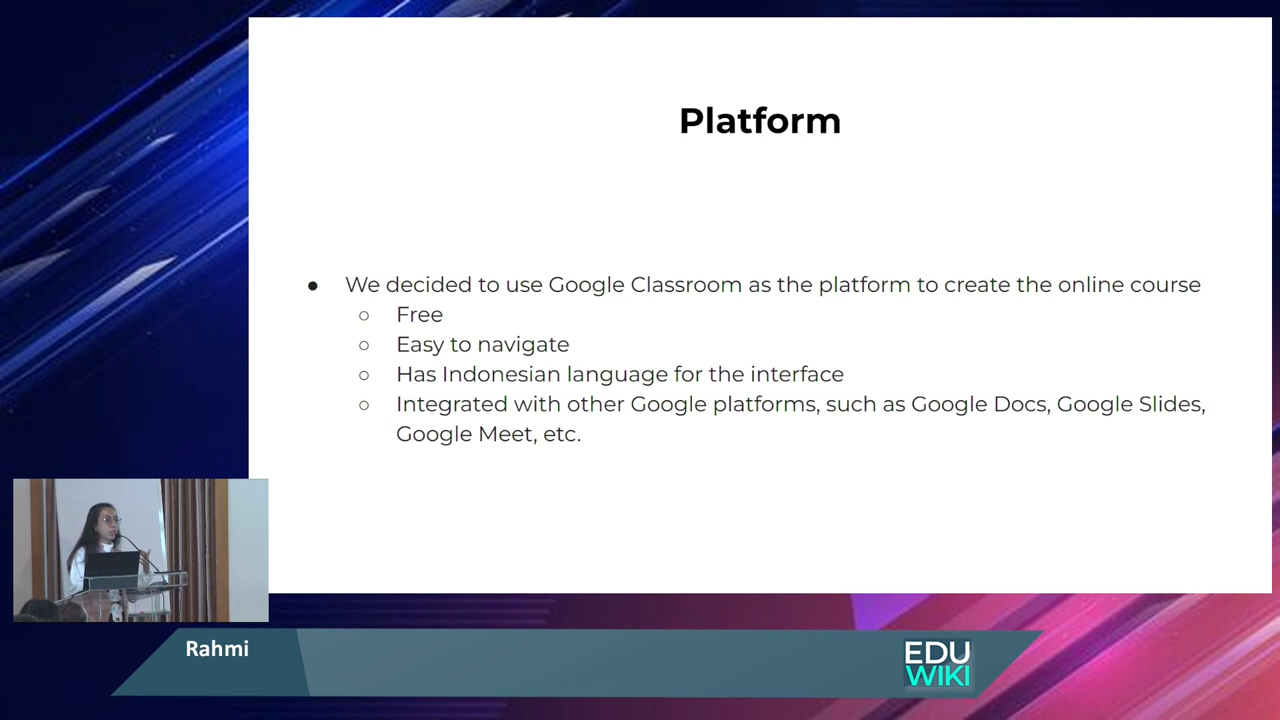 Platform
● We decided to use Google Classroom as the platform to create the online course
○ Free
○ Easy to navigate
○ Has Indonesian language for the interface
○ Integrated with other Google platforms, such as Google Docs, Google Slides,
Google Meet, etc.
Rahmi
EDU
WIKI